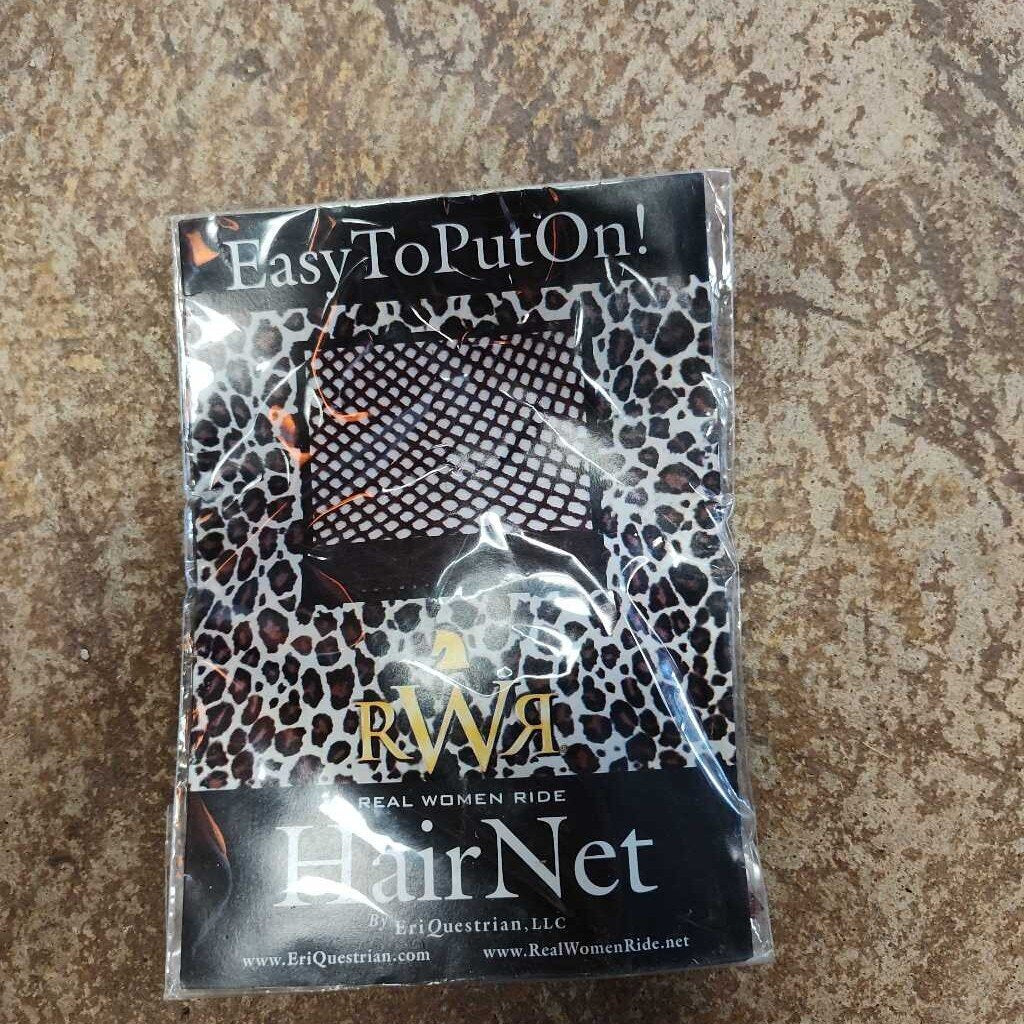 EasyToPutOn!
RWR
REAL WOMEN RIDE
HairNet
By EriQuestrian, LLC
www.EriQuestrian.com www.RealWomenRide.net